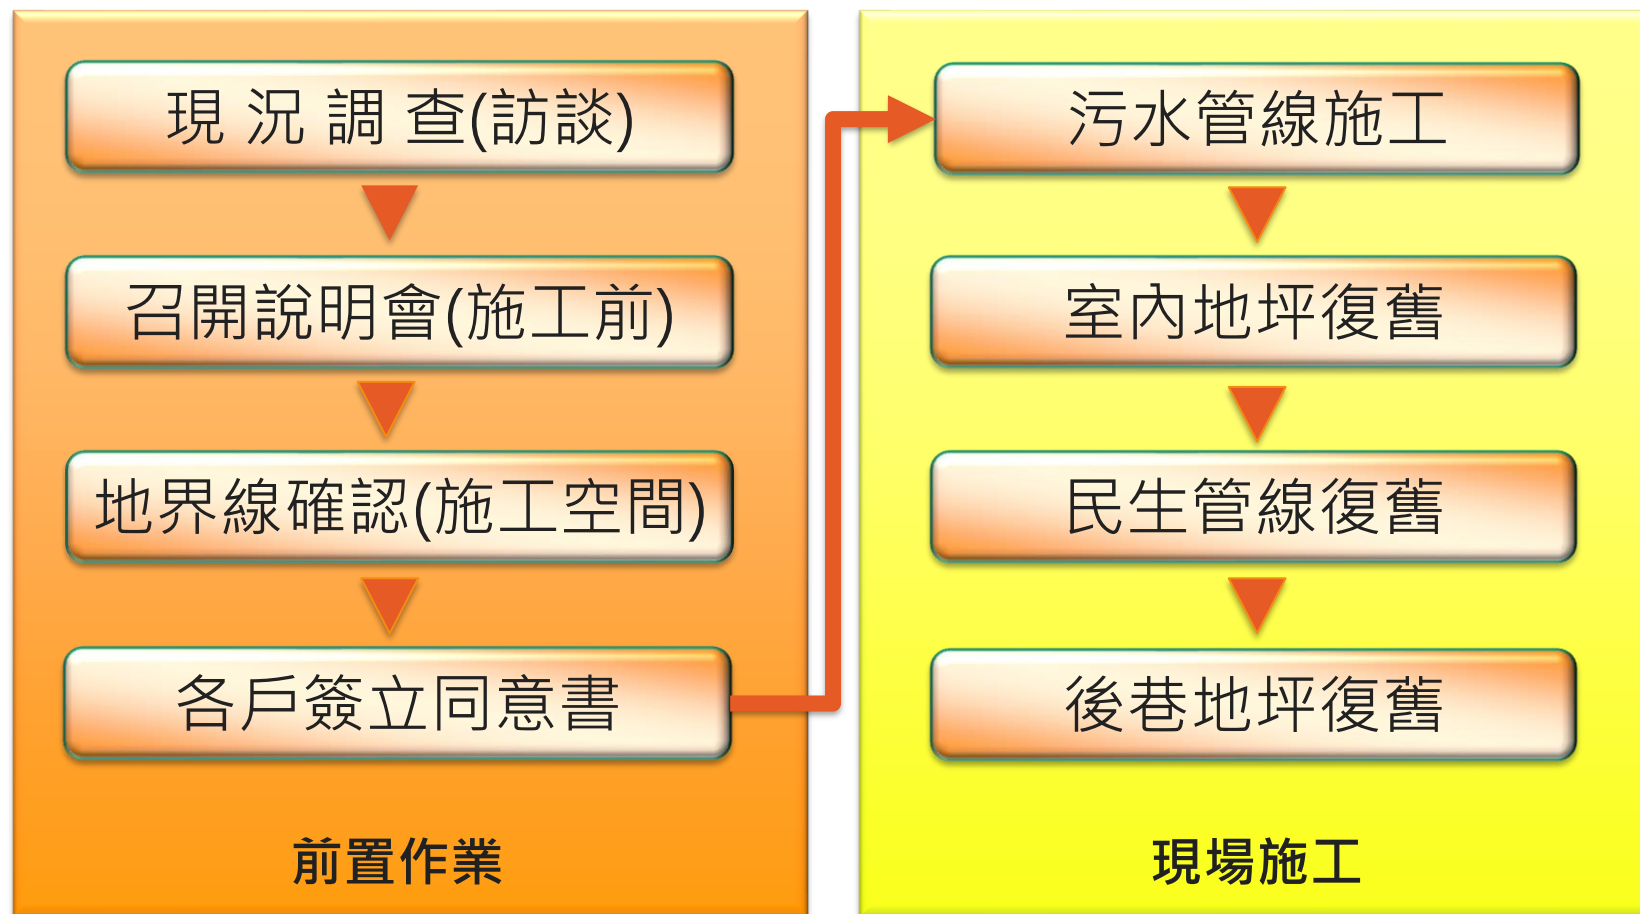 現 況 調 查(訪談)
召開說明會(施工前)
地界線確認(施工空間)
各戶簽立同意書
前置作業
污水管線施工
室內地坪復舊
民生管線復舊
後巷地坪復舊
現場施工